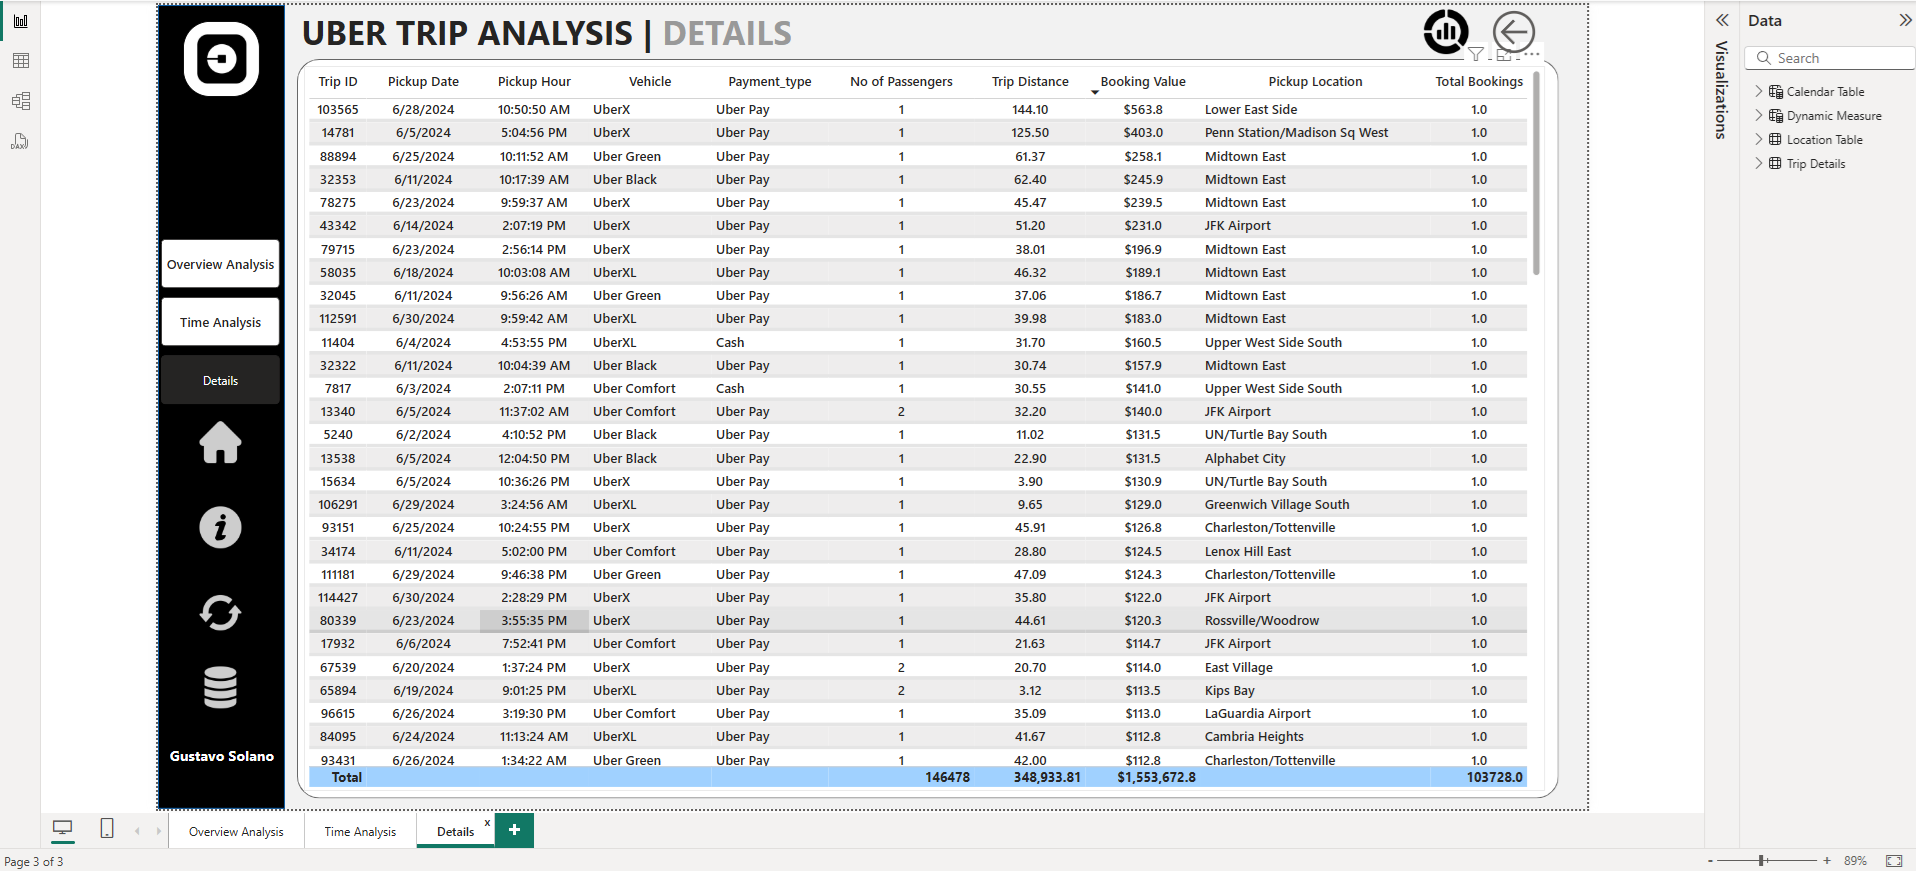 UBER TRIP ANALYSIS | DETAILS
Trip ID Pickup Date Pickup Hour Vehicle Payment_type No of Passengers Trip Distance Booking Value Pickup Location Total Bookings
103565 6/28/2024 10:50:50 AM UberX Uber Pay 1 144.10 $563.8 Lower East Side 1.0
14781 6/5/2024 5:04:56 PM UberX Uber Pay 1 125.50 $403.0 Penn Station/Madison Sq West 1.0
88894 6/25/2024 10:11:52 AM Uber Green Uber Pay 1 61.37 $258.1 Midtown East 1.0
32353 6/11/2024 10:17:39 AM Uber Black Uber Pay 1 62.40 $245.9 Midtown East 1.0
78275 6/23/2024 9:59:37 AM UberX Uber Pay 1 45.47 $239.5 Midtown East 1.0
43342 6/14/2024 2:07:19 PM UberX Uber Pay 1 51.20 $231.0 JFK Airport 1.0
79715 6/23/2024 2:56:14 PM UberX Uber Pay 1 38.01 $196.9 Midtown East 1.0
58035 6/18/2024 10:03:08 AM UberXL Uber Pay 1 46.32 $189.1 Midtown East 1.0
32045 6/11/2024 9:56:26 AM Uber Green Uber Pay 1 37.06 $186.7 Midtown East 1.0
112591 6/30/2024 9:59:42 AM UberXL Uber Pay 1 39.98 $183.0 Midtown East 1.0
11404 6/4/2024 4:53:55 PM UberXL Cash 1 31.70 $160.5 Upper West Side South 1.0
32322 6/11/2024 10:04:39 AM Uber Black Uber Pay 1 30.74 $157.9 Midtown East 1.0
7817 6/3/2024 2:07:11 PM Uber Comfort Cash 1 30.55 $141.0 Upper West Side South 1.0
13340 6/5/2024 11:37:02 AM Uber Comfort Uber Pay 2 32.20 $140.0 JFK Airport 1.0
5240 6/2/2024 4:10:52 PM Uber Black Uber Pay 1 11.02 $131.5 UN/Turtle Bay South 1.0
13538 6/5/2024 12:04:50 PM Uber Black Uber Pay 1 22.90 $131.5 Alphabet City 1.0
15634 6/5/2024 10:36:26 PM UberX Uber Pay 1 3.90 $130.9 UN/Turtle Bay South 1.0
106291 6/29/2024 3:24:56 AM UberXL Uber Pay 1 9.65 $129.0 Greenwich Village South 1.0
93151 6/25/2024 10:24:55 PM UberX Uber Pay 1 45.91 $126.8 Charleston/Tottenville 1.0
34174 6/11/2024 5:02:00 PM Uber Comfort Uber Pay 1 28.80 $124.5 Lenox Hill East 1.0
111181 6/29/2024 9:46:38 PM Uber Green Uber Pay 1 47.09 $124.3 Charleston/Tottenville 1.0
114427 6/30/2024 2:28:29 PM UberX Uber Pay 1 35.80 $122.0 JFK Airport 1.0
80339 6/23/2024 3:55:35 PM UberX Uber Pay 1 44.61 $120.3 Rossville/Woodrow 1.0
17932 6/6/2024 7:52:41 PM Uber Comfort Uber Pay 1 21.63 $114.7 JFK Airport 1.0
67539 6/20/2024 1:37:24 PM UberX Uber Pay 2 20.70 $114.0 East Village 1.0
65894 6/19/2024 9:01:25 PM UberXL Uber Pay 2 3.12 $113.5 Kips Bay 1.0
96615 6/26/2024 3:19:30 PM Uber Comfort Uber Pay 1 35.09 $113.0 LaGuardia Airport 1.0
84095 6/24/2024 11:13:24 AM UberXL Uber Pay 1 41.67 $112.8 Cambria Heights 1.0
93431 6/26/2024 1:34:22 AM Uber Green Uber Pay 1 42.00 $112.8 Charleston/Tottenville 1.0
Total 146478 348,933.81 $1,553,672.8 103728.0
Overview Analysis
Time Analysis
Details
Gustavo Solano
Visualizations
Data
Search
Calendar Table
Dynamic Measure
Location Table
Trip Details
DAX
Overview Analysis Time Analysis Details x +
Page 3 of 3
- + 89%